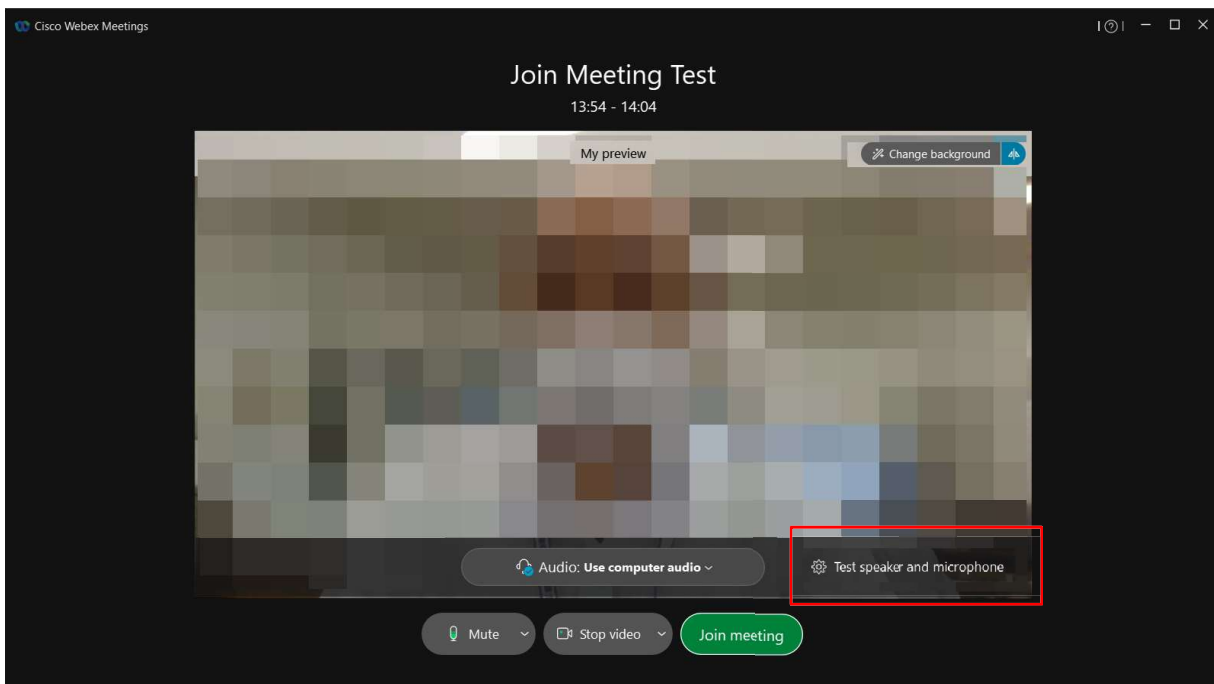 Cisco Webex Meetings
Join Meeting Test
13:54 - 14:04
My preview
Change background
Audio: Use computer audio
Test speaker and microphone
Mute
Stop video
Join meeting